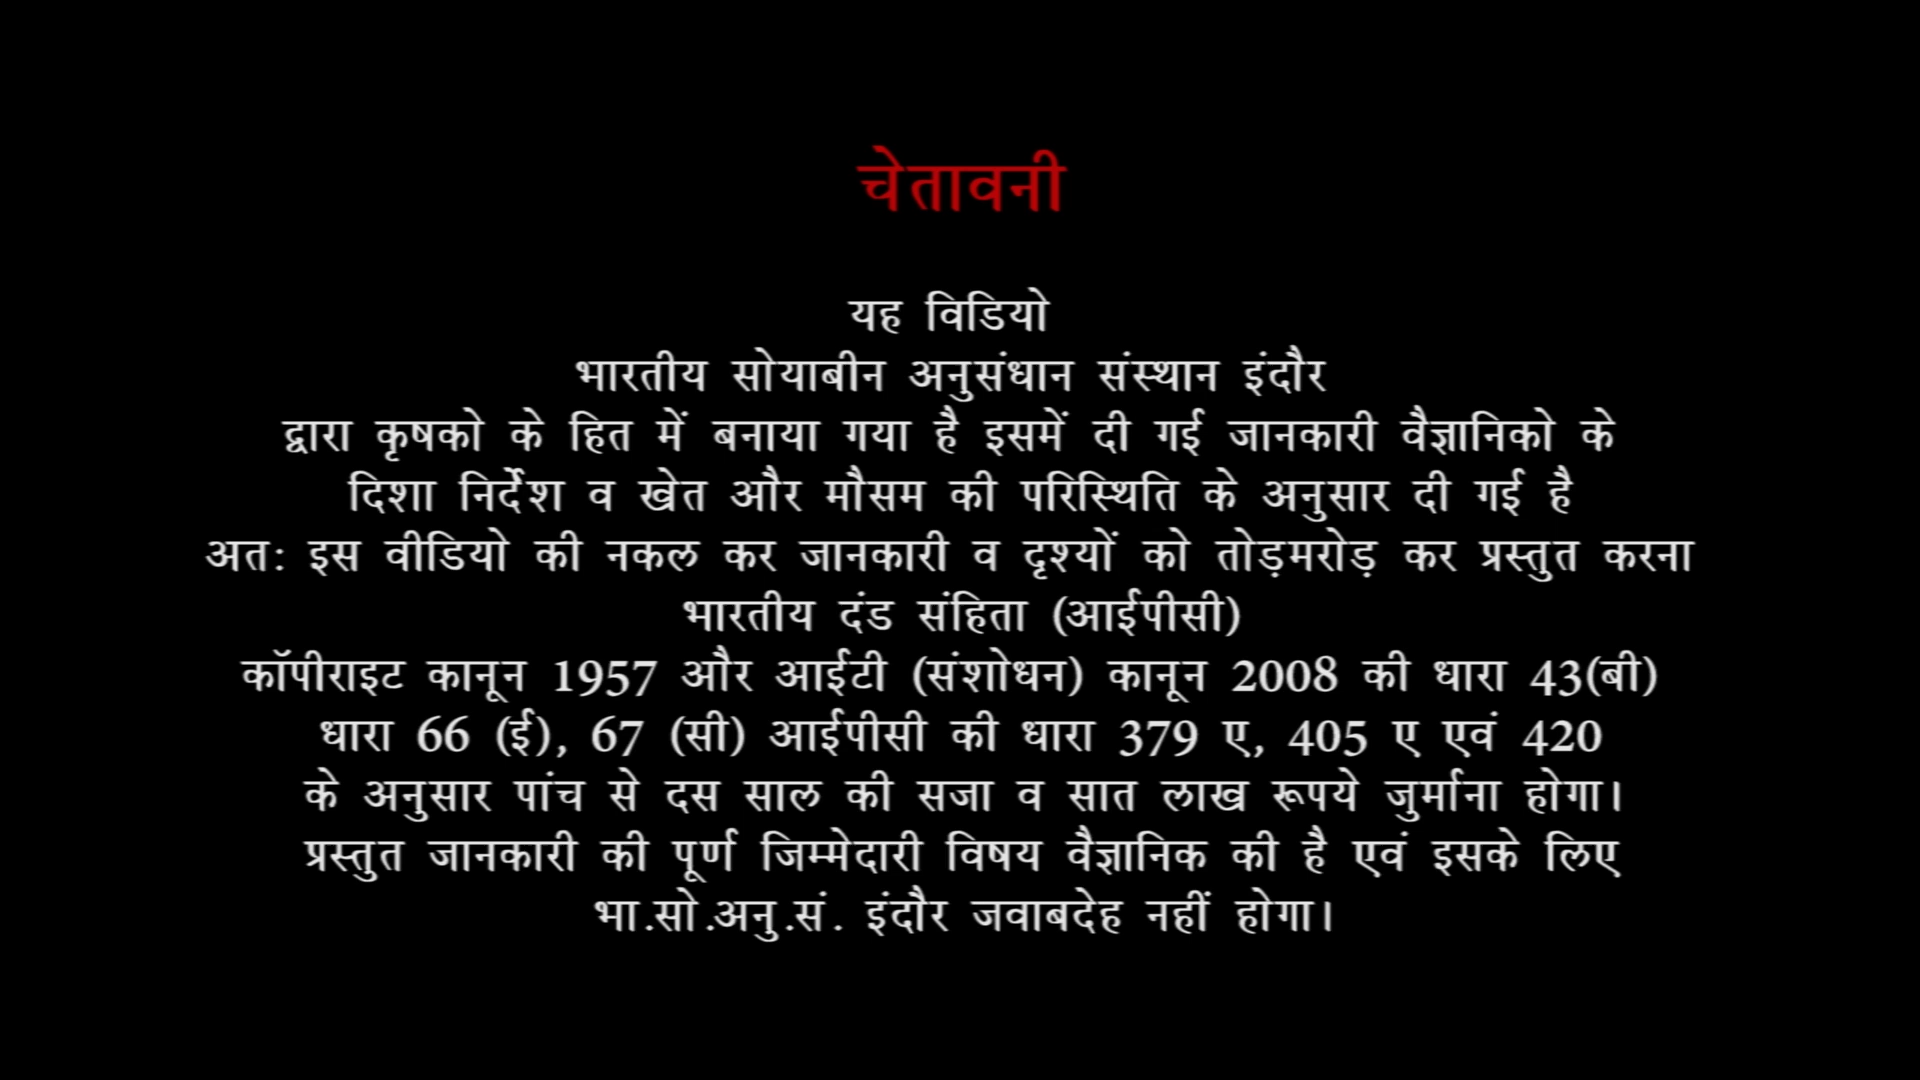 चेतावनी
यह विडियो
भारतीय सोयाबीन अनुसंधान संस्थान इंदौर
द्वारा कृषको के हित में बनाया गया है इसमें दी गई जानकारी वैज्ञानिको के
दिशा निर्देश व खेत और मौसम की परिस्थिति के अनुसार दी गई है
अतः इस वीडियो की नकल कर जानकारी व दृश्यों को तोड़मरोड़ कर प्रस्तुत करना
भारतीय दंड संहिता (आईपीसी)
कॉपीराइट कानून 1957 और आईटी (संशोधन) कानून 2008 की धारा 43(बी)
धारा 66 (ई), 67 (सी) आईपीसी की धारा 379 ए, 405 ए एवं 420
के अनुसार पांच से दस साल की सजा व सात लाख रूपये जुर्माना होगा।
प्रस्तुत जानकारी की पूर्ण जिम्मेदारी विषय वैज्ञानिक की है एवं इसके लिए
भा.सो.अनु.सं. इंदौर जवाबदेह नहीं होगा।